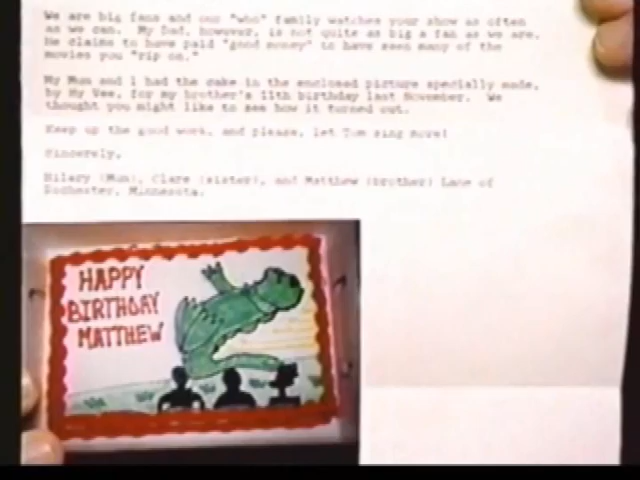 We are big fans and our "who" family watches your show as often
as we can. My Dad, however, is not quite as big a fan as we are.
He claims to have paid "good money" to have seen many of the
movies you "rip on."
My Mum and I had the cake in the enclosed picture specially made,
by Hy Vee, for my brother's 11th birthday last November. We
thought you might like to see how it turned out.
Keep up the good work, and please, let Tom sing more!
Sincerely,
Hilary (Mum), Clare (sister), and Matthew (brother) Lane of
Rochester, Minnesota.
HAPPY
BIRTHDAY
MATTHEW